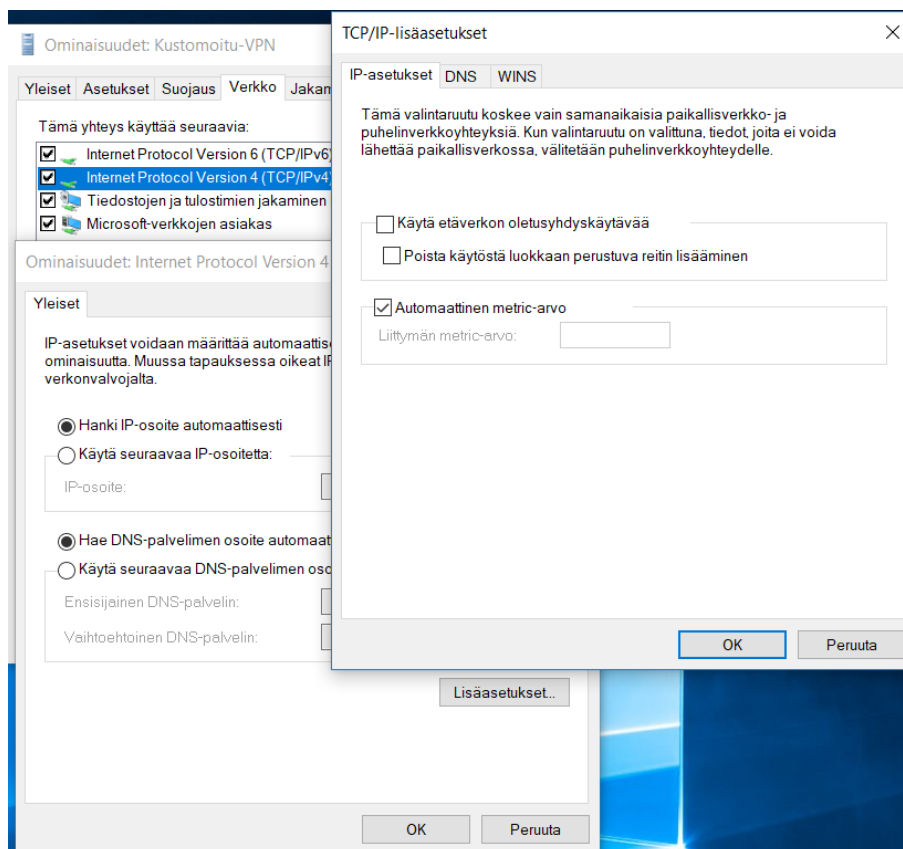 Ominaisuudet: Kustomoitu-VPN
Yleiset Asetukset Suojaus Verkko
Tämä yhteys käyttää seuraavia:
Internet Protocol Version 6 (TCP/IPv6)
Internet Protocol Version 4 (TCP/IPv4)
Tiedostojen ja tulostimien jakaminen
Microsoft-verkkojen asiakas
Ominaisuudet: Internet Protocol Version 4
Yleiset
IP-asetukset voidaan määrittää
ominaisuutta. Muussa tapauksessa oikeat
verkonvalvojalta.
Hanki IP-osoite automaattisesti
Käytä seuraavaa IP-osoitetta:
IP-osoite:
Hae DNS-palvelimen osoite
Käytä seuraavaa DNS-palvelimen
Ensisijainen DNS-palvelin:
Vaihtoehtoinen DNS-palvelin:
Lisäasetukset...
OK Peruuta
TCP/IP-lisäasetukset
IP-asetukset DNS WINS
Tämä valintaruutu koskee vain samanaikaisia paikallisverkko- ja
puhelinverkkoyhteyksiä. Kun valintaruutu on valittuna, tiedot, joita ei voida
lähettää paikallisverkossa, välitetään puhelinverkkoyhteydelle.
Käytä etäverkon oletusyhdyskäytävää
Poista käytöstä luokkaan perustuva reitin lisääminen
Automaattinen metric-arvo
Liittymän metric-arvo:
OK Peruuta